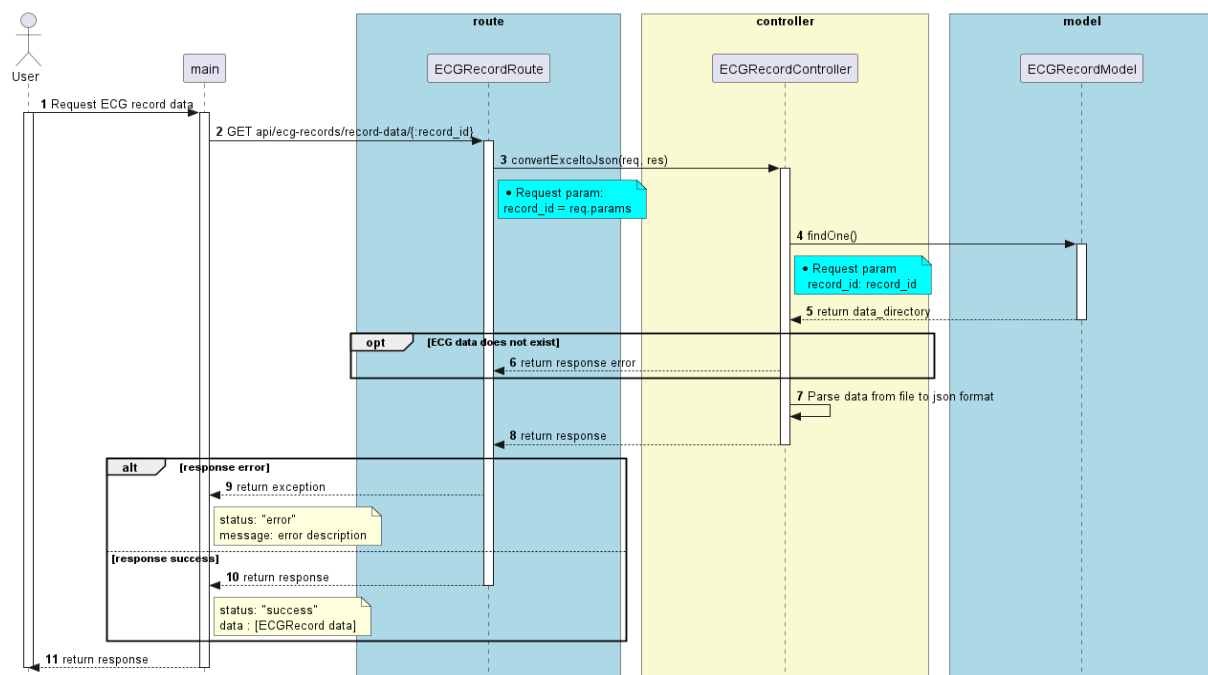 route
controller
model
User
main
ECGRecordRoute
ECGRecordController
ECGRecordModel
1 Request ECG record data
2 GET api/ecg-records/record-data/{:record_id}
3 convertExceltoJson(req, res)
• Request param:
record_id = req.params
4 findOne()
• Request param
record_id: record_id
5 return data_directory
opt
[ECG data does not exist]
6 return response error
7 Parse data from file to json format
8 return response
alt
[response error]
9 return exception
status: "error"
message: error description
[response success]
10 return response
status: "success"
data : [ECGRecord data]
11 return response